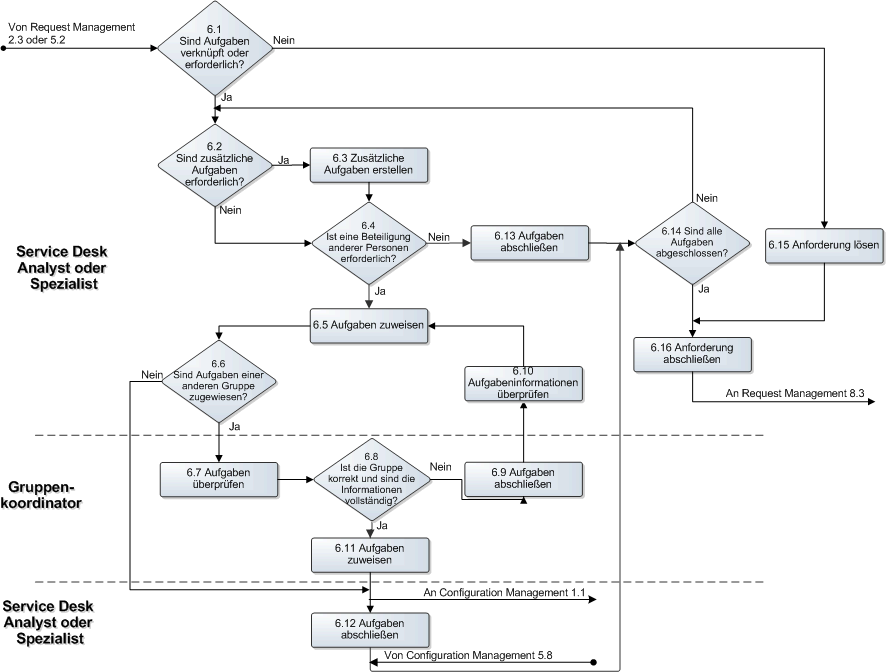 Von Request Management
2.3 oder 5.2
6.1
Sind Aufgaben
verknüpft oder
erforderlich?
Nein
Ja
6.2
Sind zusätzliche
Aufgaben
erforderlich?
Ja
Nein
6.3 Zusätzliche
Aufgaben erstellen
6.4
Ist eine Beteiligung
anderer Personen
erforderlich?
Nein
Ja
6.13 Aufgaben
abschließen
Nein
6.14 Sind alle
Aufgaben
abgeschlossen?
Ja
6.15 Anforderung lösen
Service Desk
Analyst oder
Spezialist
6.5 Aufgaben zuweisen
6.16 Anforderung
abschließen
An Request Management 8.3
6.6
Sind Aufgaben einer
anderen Gruppe
zugewiesen?
Nein
Ja
6.10
Aufgabeninformationen
überprüfen
Gruppen-
koordinator
6.7 Aufgaben
überprüfen
6.8
Ist die Gruppe
korrekt und sind die
Informationen
vollständig?
Nein
Ja
6.9 Aufgaben
abschließen
6.11 Aufgaben
zuweisen
Service Desk
Analyst oder
Spezialist
An Configuration Management 1.1
6.12 Aufgaben
abschließen
Von Configuration Management 5.8